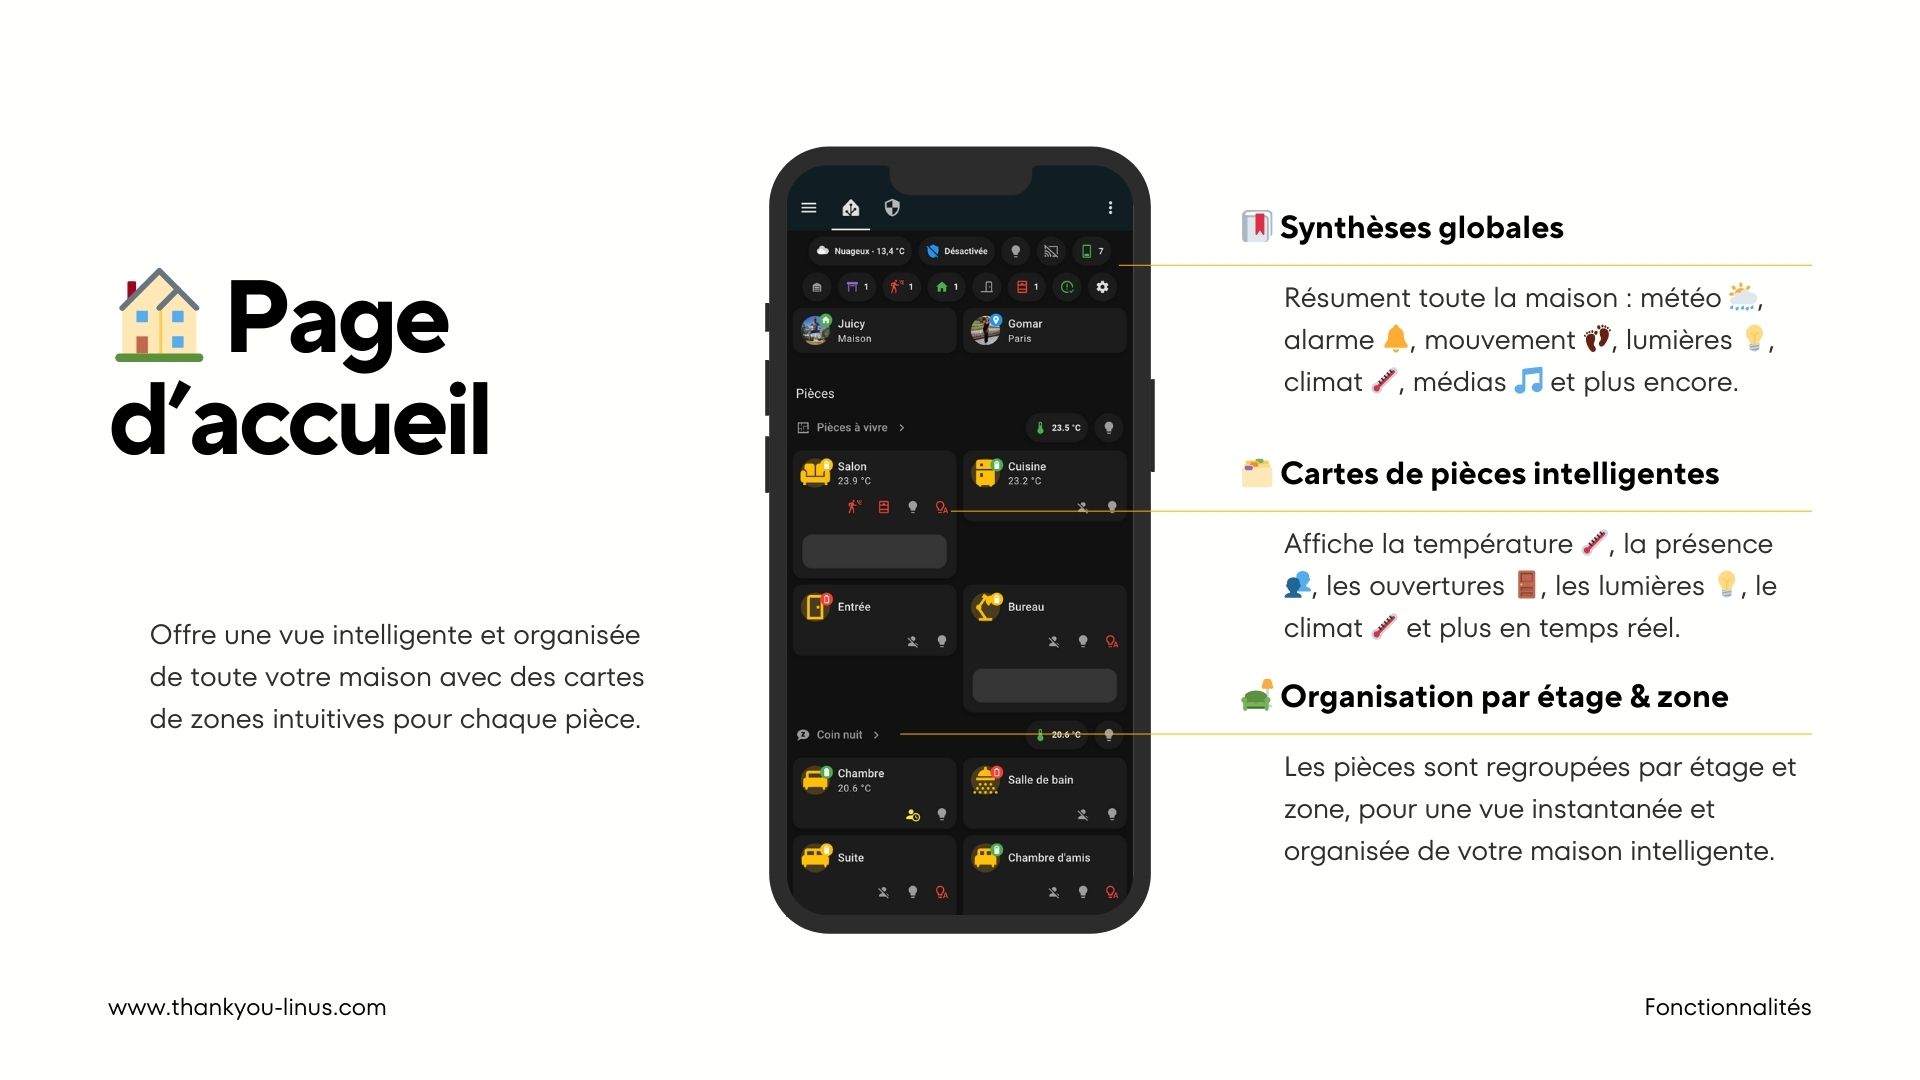 Page
d’accueil
Offre une vue intelligente et organisée
de toute votre maison avec des cartes
de zones intuitives pour chaque pièce.
www.thankyou-linus.com
Nuageux - 13,4 °C
Désactivée
7
1
1
1
1
Juicy
Maison
Gomar
Paris
Pièces
Pièces à vivre
23.5 °C
Salon
23.9 °C
Cuisine
23.2 °C
Entrée
Bureau
Coin nuit
20.6 °C
Chambre
20.6 °C
Salle de bain
Suite
Chambre d'amis
Synthèses globales
Résument toute la maison : météo 🌦️,
alarme 🔔, mouvement 👣, lumières 💡,
climat 🌡️, médias 🎵 et plus encore.
Cartes de pièces intelligentes
Affiche la température 🌡️, la présence
👥, les ouvertures 🚪, les lumières 💡, le
climat 🌡️ et plus en temps réel.
Organisation par étage & zone
Les pièces sont regroupées par étage et
zone, pour une vue instantanée et
organisée de votre maison intelligente.
Fonctionnalités